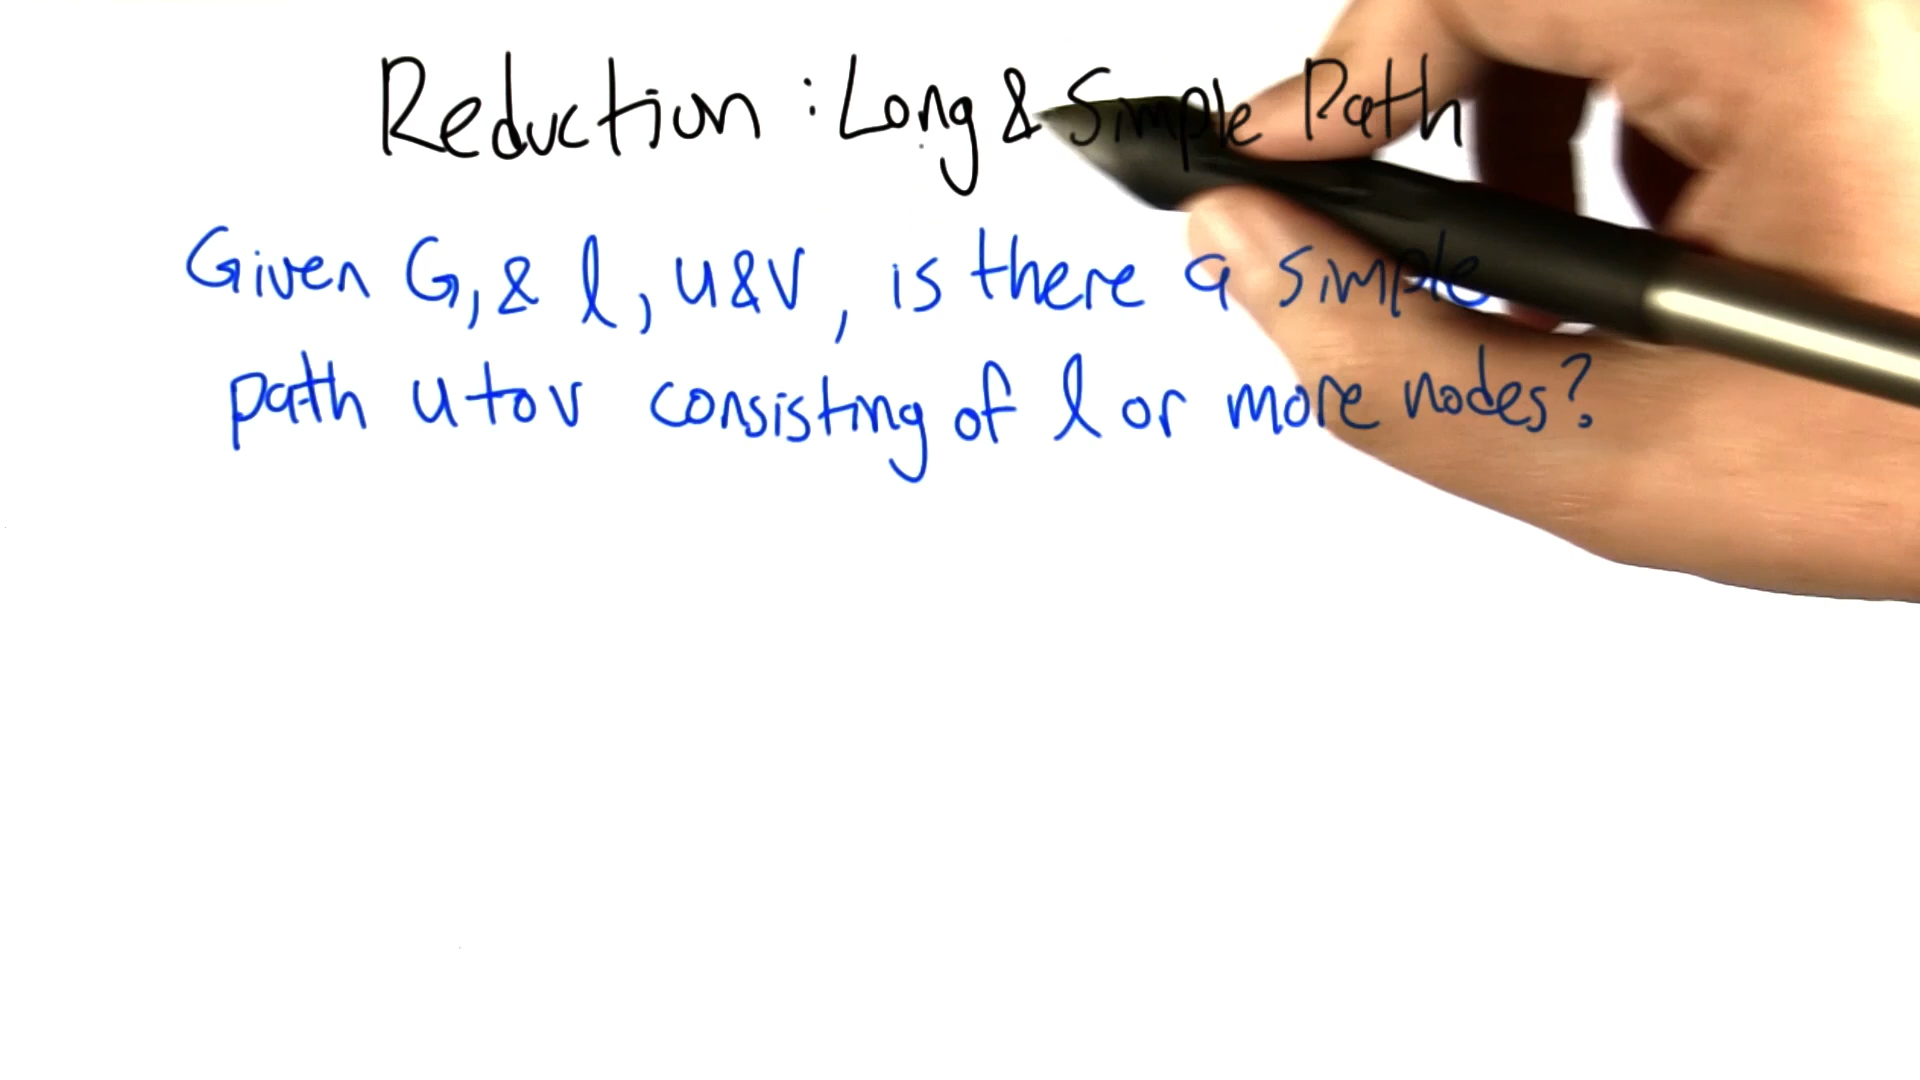 Reduction: Long & Simple Path
Given G, & l, u&v, is there a simple
path u to v consisting of l or more nodes?